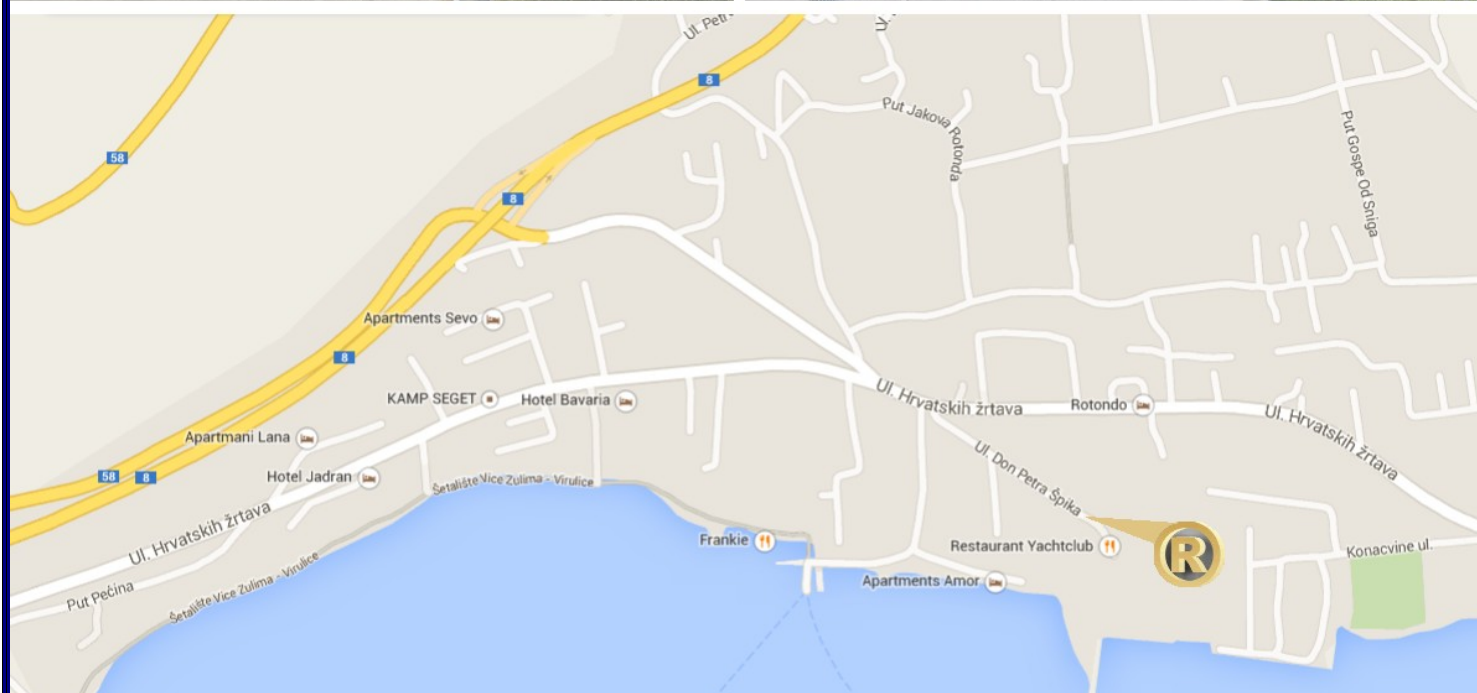 Ul. Petr
8
Put Jakova Rotonda
58
Put Gospe Od Sniga
8
Apartments Sevo
8
KAMP SEGET
Hotel Bavaria
Ul. Hrvatskih žrtava
Rotondo
Ul. Hrvatskih žrtava
Apartmani Lana
Ul. Don Petra Špika
58
8
Hotel Jadran
Šetalište Vice Zulima - Virulice
Ul. Hrvatskih žrtava
Frankie
Restaurant Yachtclub
R
Konacvine ul.
Apartments Amor
Put Pečina
Šetalište Vice Zulima - Virulice